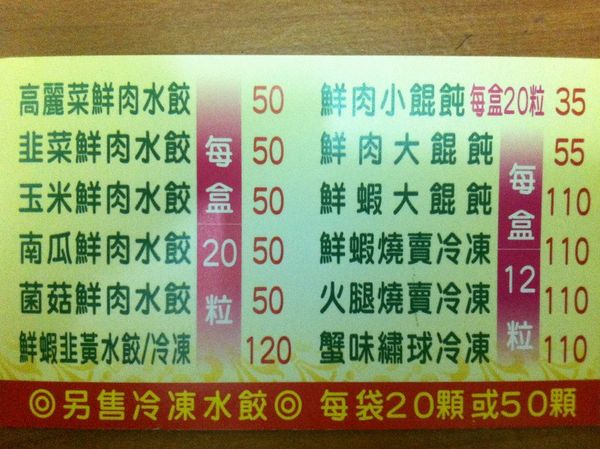 高麗菜鮮肉水餃 50
韭菜鮮肉水餃 50
玉米鮮肉水餃 50
南瓜鮮肉水餃 50
菌菇鮮肉水餃 50
鮮蝦韭黃水餃/冷凍 120
每盒20粒
鮮肉小餛飩 每盒20粒 35
鮮肉大餛飩 55
鮮蝦大餛飩 110
鮮蝦燒賣冷凍 110
火腿燒賣冷凍 110
蟹味繡球冷凍 110
每盒12粒
◎另售冷凍水餃◎ 每袋20顆或50顆